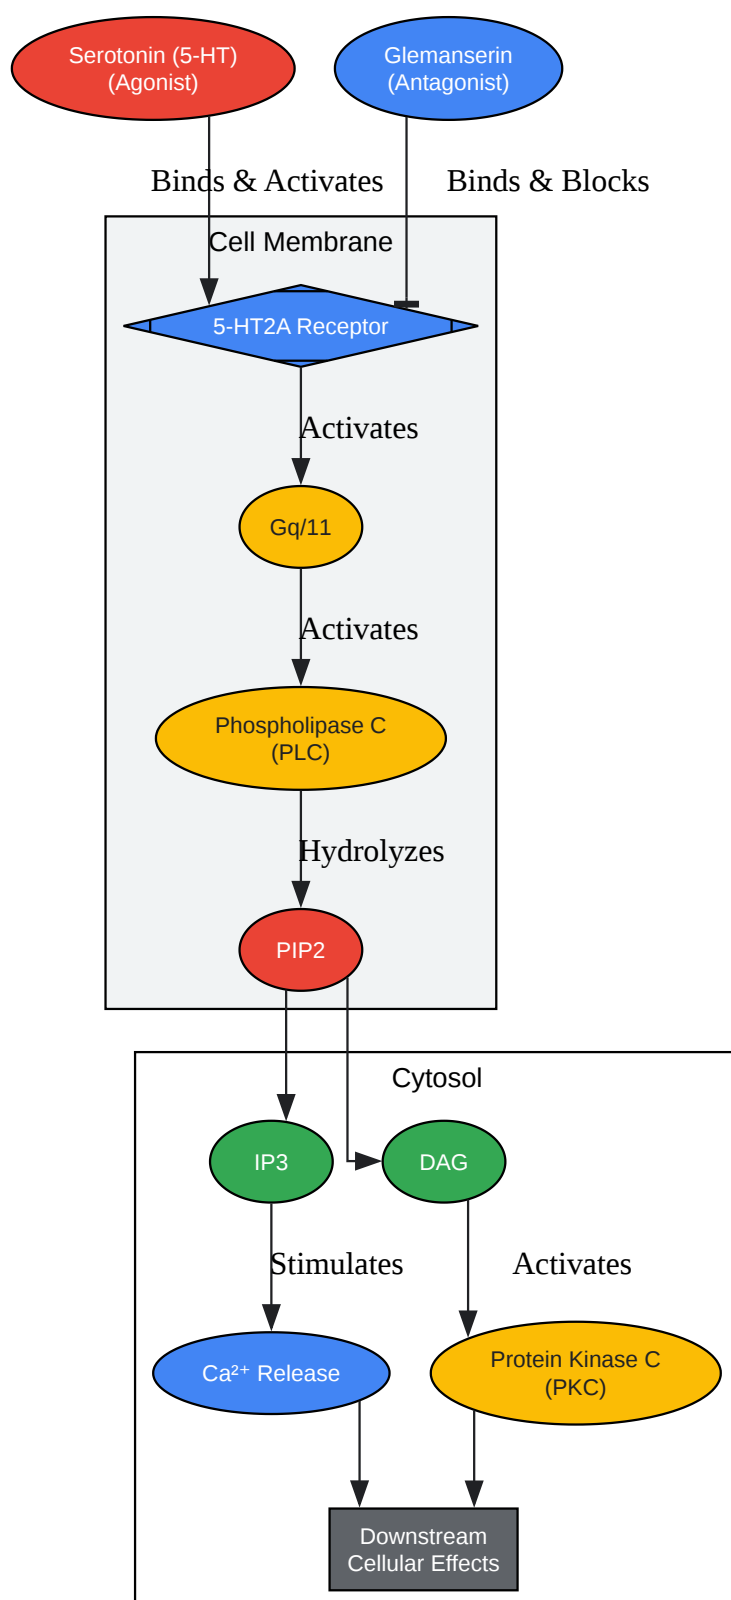 Serotonin (5-HT)
(Agonist)
Glemanserin
(Antagonist)
Binds & Activates
Binds & Blocks
Cell Membrane
5-HT2A Receptor
Activates
Gq/11
Activates
Phospholipase C
(PLC)
Hydrolyzes
PIP2
Cytosol
IP3
DAG
Stimulates
Activates
Ca²⁺ Release
Protein Kinase C
(PKC)
Downstream
Cellular Effects